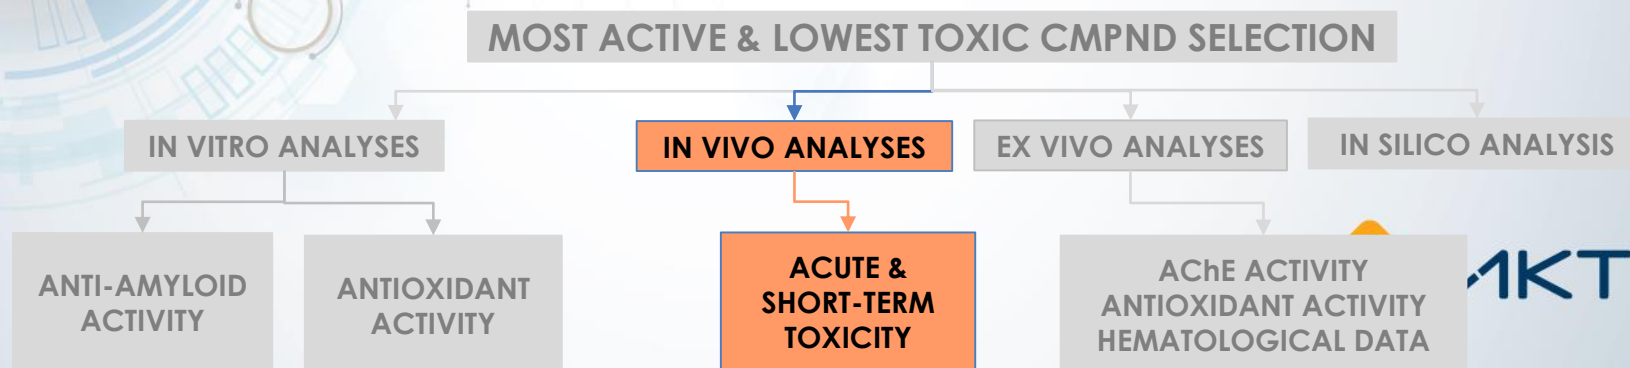 MOST ACTIVE & LOWEST TOXIC CMPND SELECTION
IN VITRO ANALYSES
IN VIVO ANALYSES
EX VIVO ANALYSES
IN SILICO ANALYSIS
ANTI-AMYLOID
ACTIVITY
ANTIOXIDANT
ACTIVITY
ACUTE &
SHORT-TERM
TOXICITY
AChE ACTIVITY
ANTIOXIDANT ACTIVITY
HEMATOLOGICAL DATA